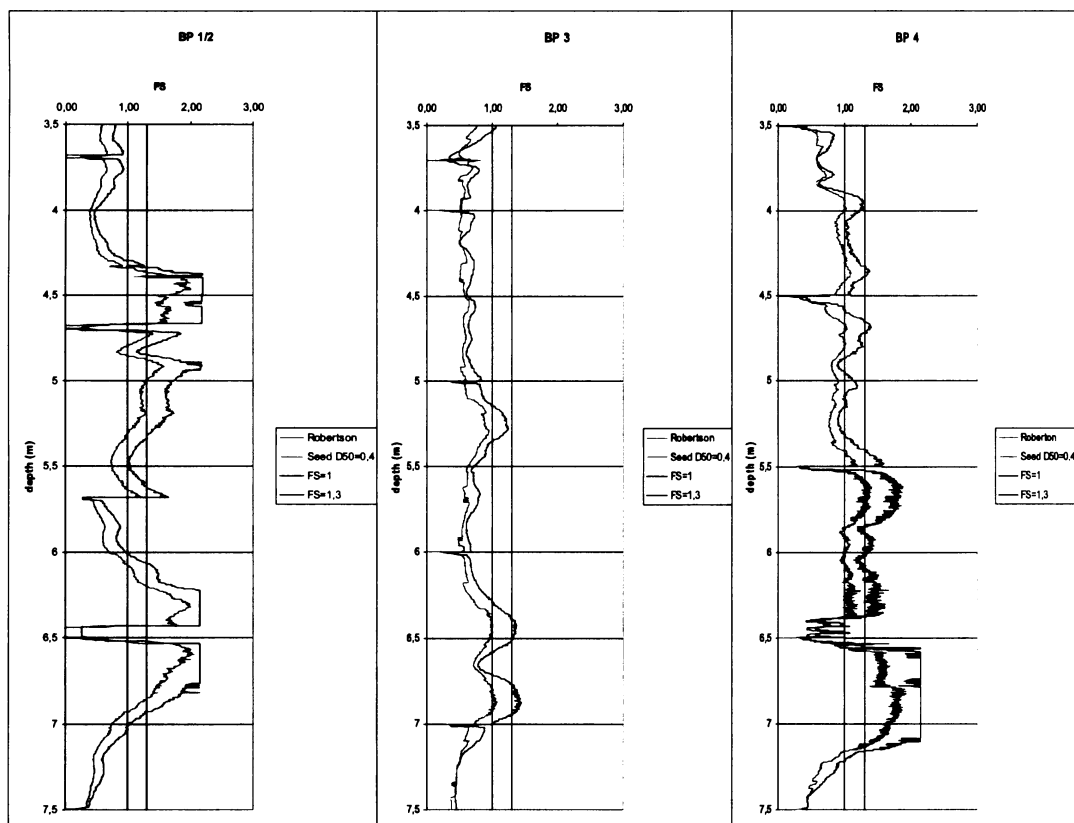 BP 1/2
FS
0,00 1,00 2,00 3,00
3,5
4
4,5
5
5,5
6
6,5
7
7,5
depth (m)
Robertson
Seed D50=0,4
FS=1
FS=1,3
BP 3
FS
0,00 1,00 2,00 3,00
3,5
4
4,5
5
5,5
6
6,5
7
7,5
depth (m)
Robertson
Seed D50=0,4
FS=1
FS=1,3
BP 4
FS
0,00 1,00 2,00 3,00
3,5
4
4,5
5
5,5
6
6,5
7
7,5
depth (m)
Roberton
Seed D50=0,4
FS=1
FS=1,3